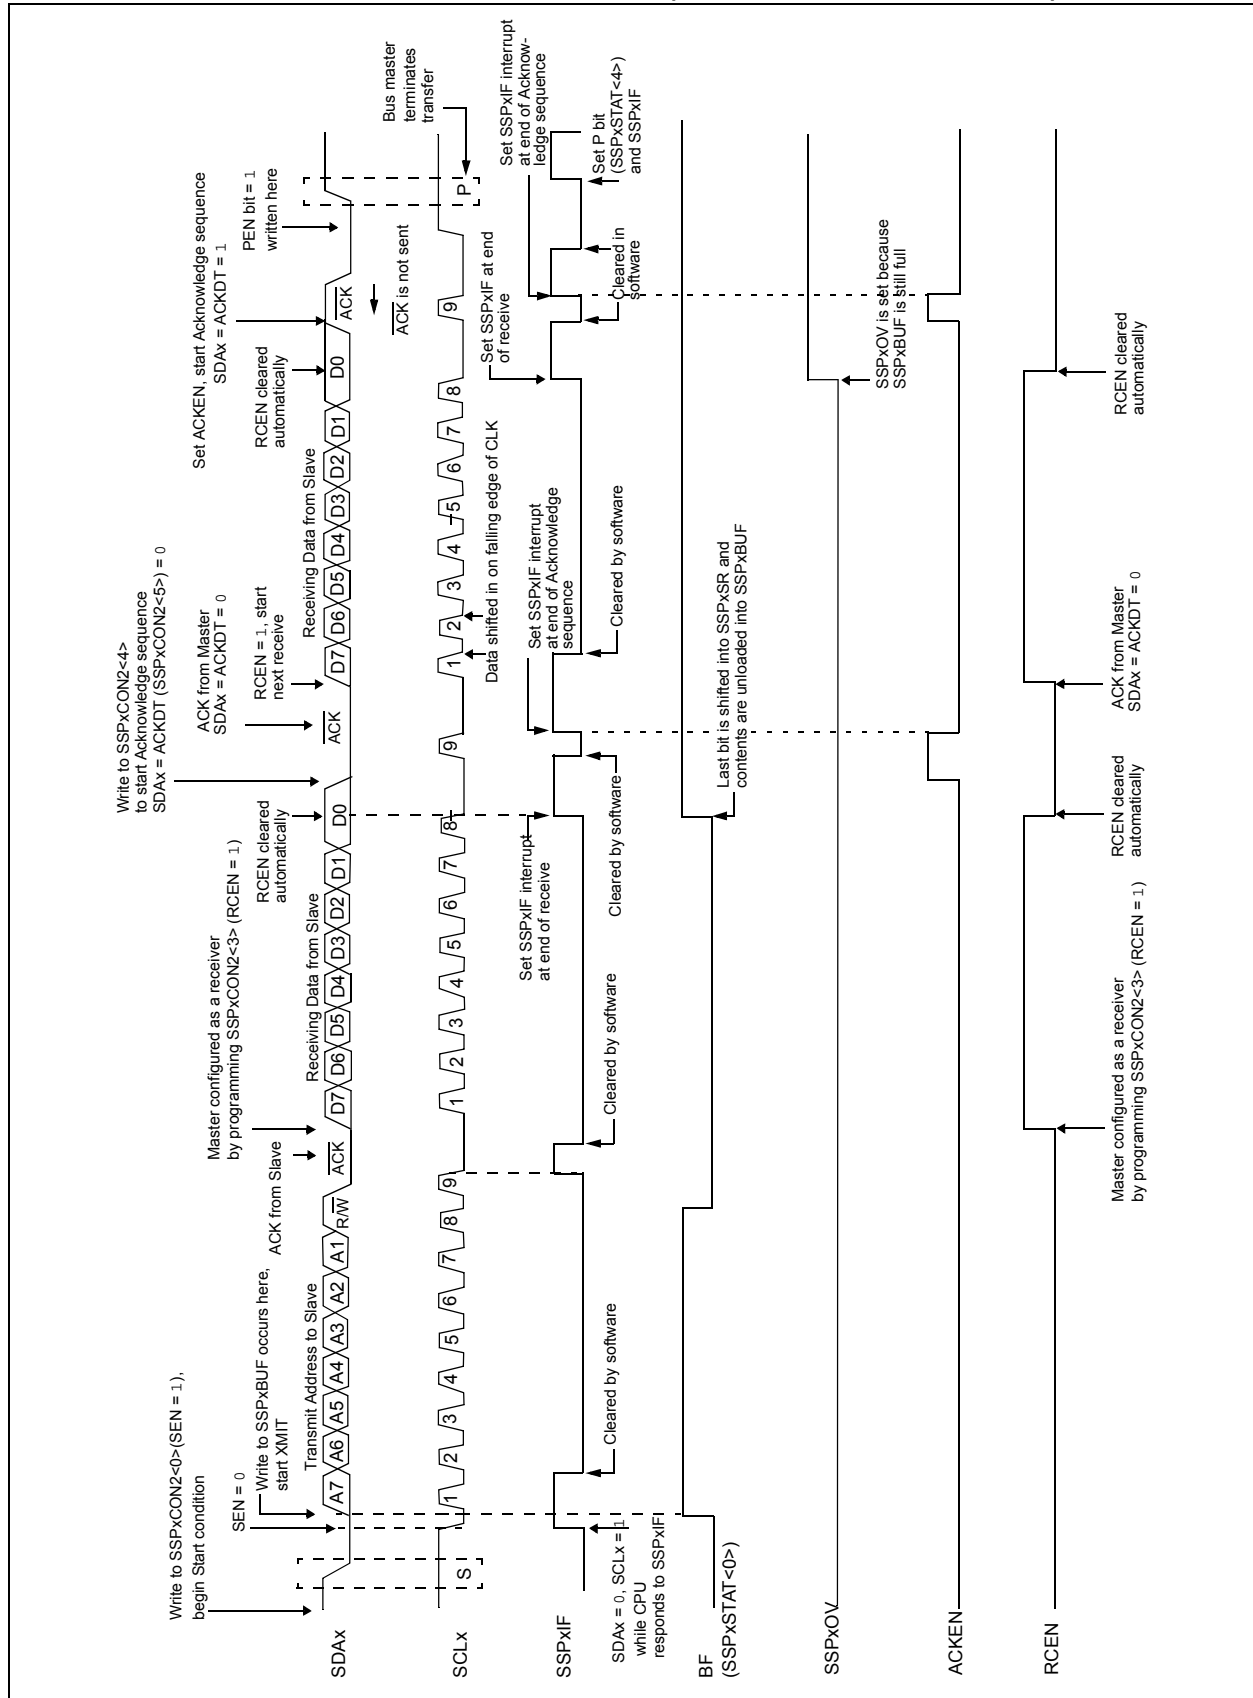 Write to SSPxCON2<4>
to start Acknowledge sequence
SDAx = ACKDT (SSPxCON2<5>) = 0
Write to SSPxCON2<0>(SEN = 1),
begin Start condition
Master configured as a receiver
by programming SSPxCON2<3> (RCEN = 1)
ACK from Master
SDAx = ACKDT = 0
Set ACKEN, start Acknowledge sequence
SDAx = ACKDT = 1
SEN = 0
Write to SSPxBUF occurs here,
start XMIT
ACK from Slave
RCEN cleared
automatically
RCEN = 1, start
next receive
RCEN cleared
automatically
PEN bit = 1
written here
Transmit Address to Slave
Receiving Data from Slave
Receiving Data from Slave
SDAx
A7 A6 A5 A4 A3 A2 A1 R/W ACK D7 D6 D5 D4 D3 D2 D1 D0 ACK D7 D6 D5 D4 D3 D2 D1 D0 ACK
ACK is not sent
Bus master
terminates
transfer
SCLx
S 1 2 3 4 5 6 7 8 9 1 2 3 4 5 6 7 8 9 1 2 3 4 5 6 7 8 9 P
Data shifted in on falling edge of CLK
Set SSPxIF interrupt
at end of receive
Set SSPxIF interrupt
at end of Acknowledge
sequence
Set SSPxIF at end
of receive
Set SSPxIF interrupt
at end of Acknow-
ledge sequence
SSPxIF
SDAx = 0, SCLx = 1
while CPU
responds to SSPxIF
Cleared by software
Cleared by software
Cleared by software
Cleared by software
Cleared in
software
Set P bit
(SSPxSTAT<4>)
and SSPxIF
BF
(SSPxSTAT<0>)
Last bit is shifted into SSPxSR and
contents are unloaded into SSPxBUF
SSPxOV
SSPxOV is set because
SSPxBUF is still full
ACKEN
RCEN
Master configured as a receiver
by programming SSPxCON2<3> (RCEN = 1)
RCEN cleared
automatically
ACK from Master
SDAx = ACKDT = 0
RCEN cleared
automatically